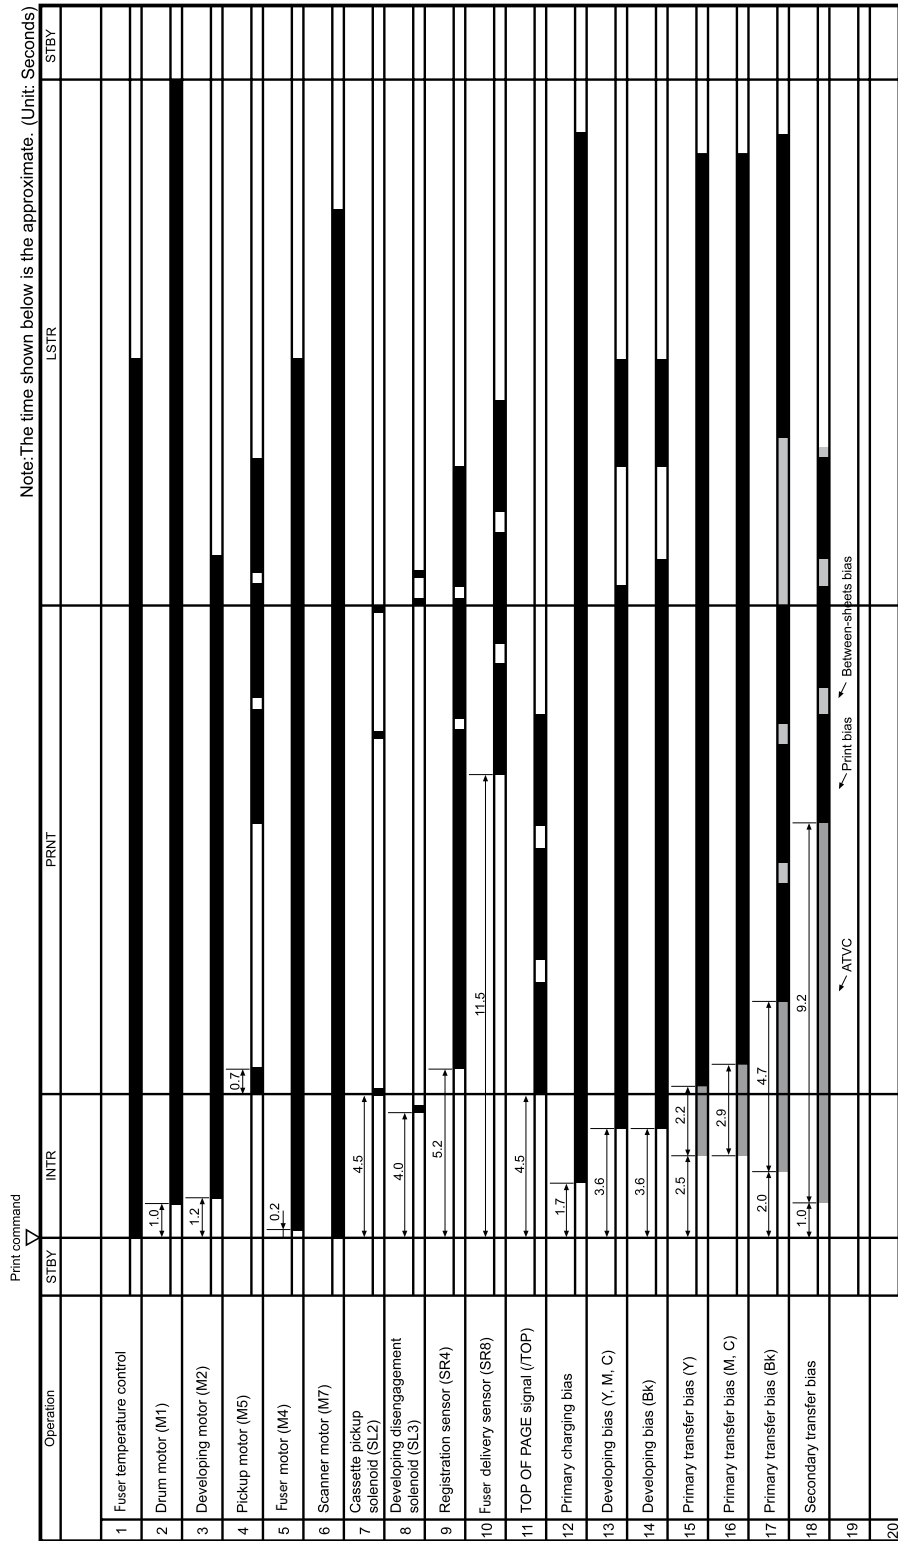 Note:The time shown below is the approximate. (Unit: Seconds)
Print command
Operation
STBY
INTR
PRNT
LSTR
STBY
1 Fuser temperature control
2 Drum motor (M1) 1.0
3 Developing motor (M2) 1.2
4 Pickup motor (M5) 0.7
5 Fuser motor (M4) 0.2
6 Scanner motor (M7)
7 Cassette pickup
solenoid (SL2) 4.5
8 Developing disengagement
solenoid (SL3) 4.0
9 Registration sensor (SR4) 5.2
10 Fuser delivery sensor (SR8) 11.5
11 TOP OF PAGE signal (/TOP) 4.5
12 Primary charging bias 1.7
13 Developing bias (Y, M, C) 3.6
14 Developing bias (Bk) 3.6
15 Primary transfer bias (Y) 2.5 2.2
16 Primary transfer bias (M, C) 2.9
17 Primary transfer bias (Bk) 2.0 4.7
18 Secondary transfer bias 1.0 9.2
19 ATVC Print bias Between-sheets bias
20